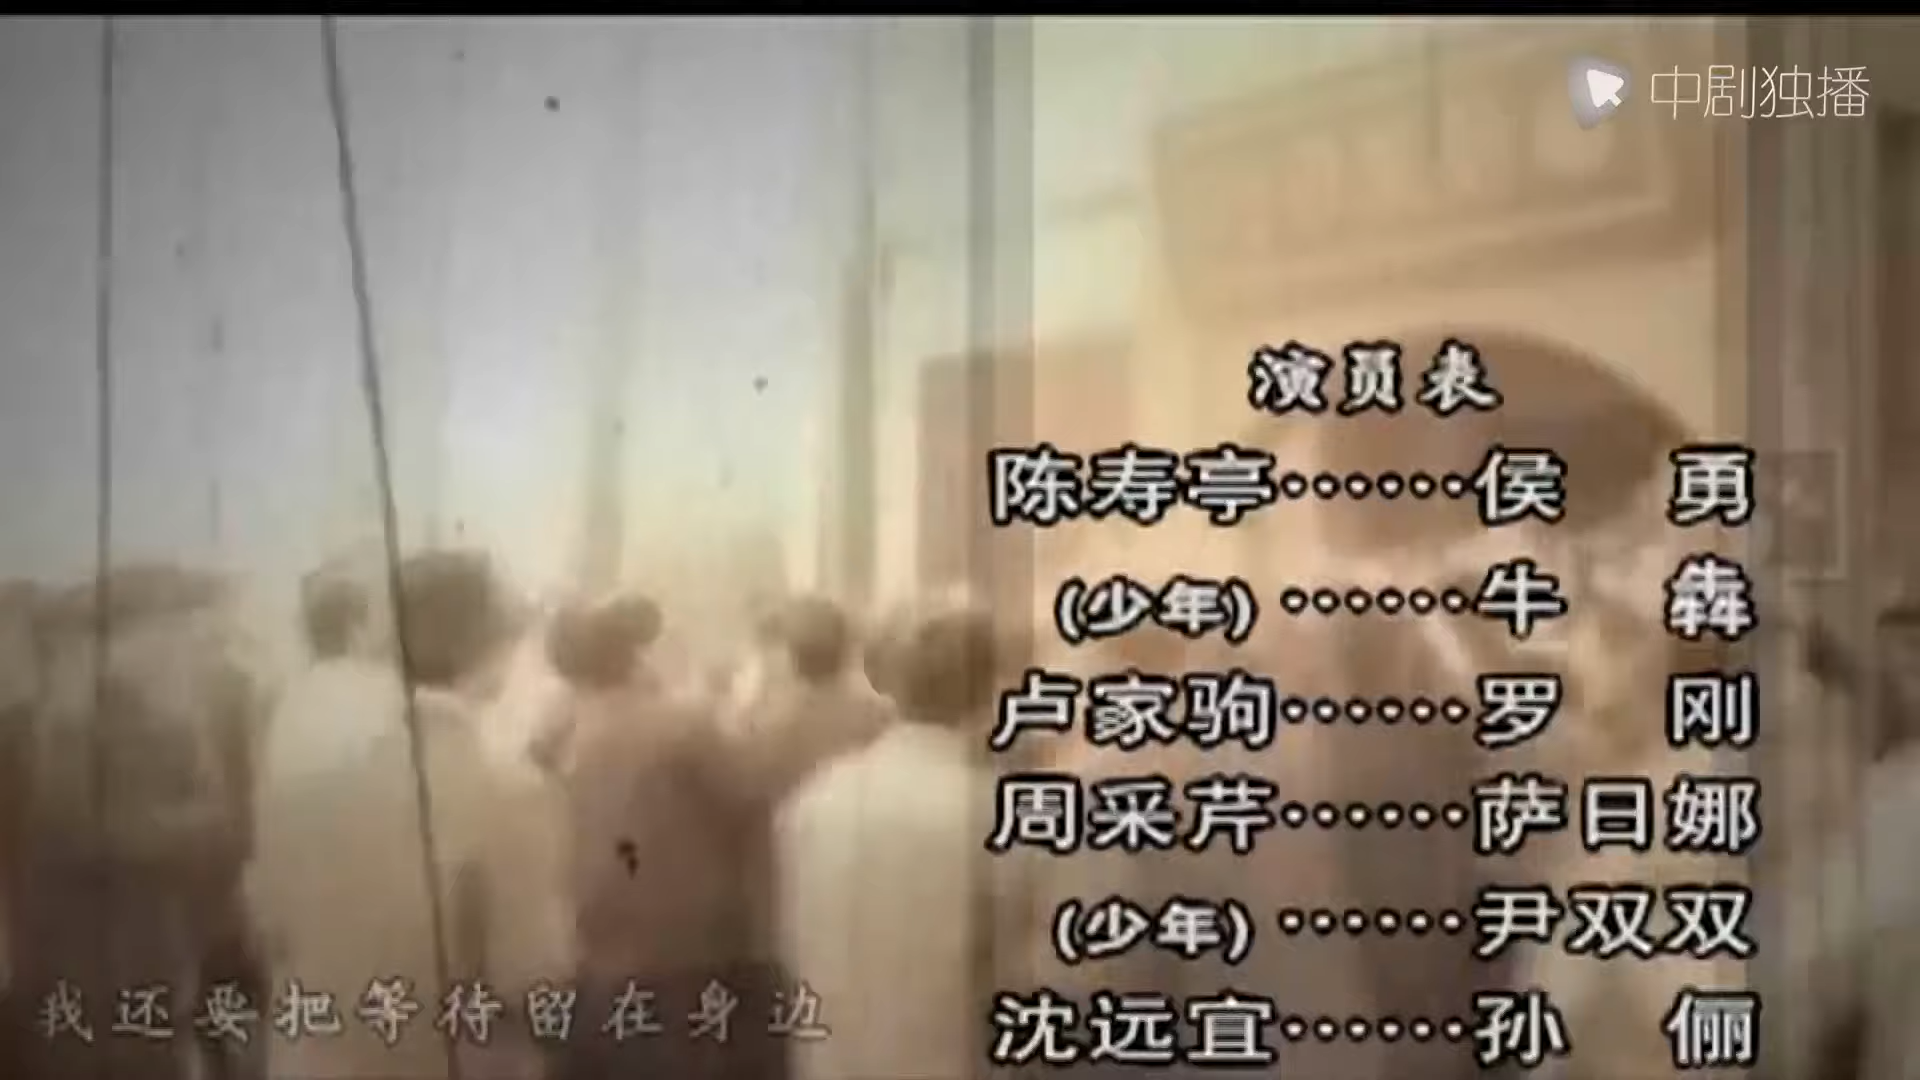 中剧独播
演员表
陈寿亭……侯 勇
(少年)……牛 犇
卢家驹……罗 刚
周采芹……萨日娜
(少年)……尹双双
沈远宜……孙 俪
我还要把等待留在身边